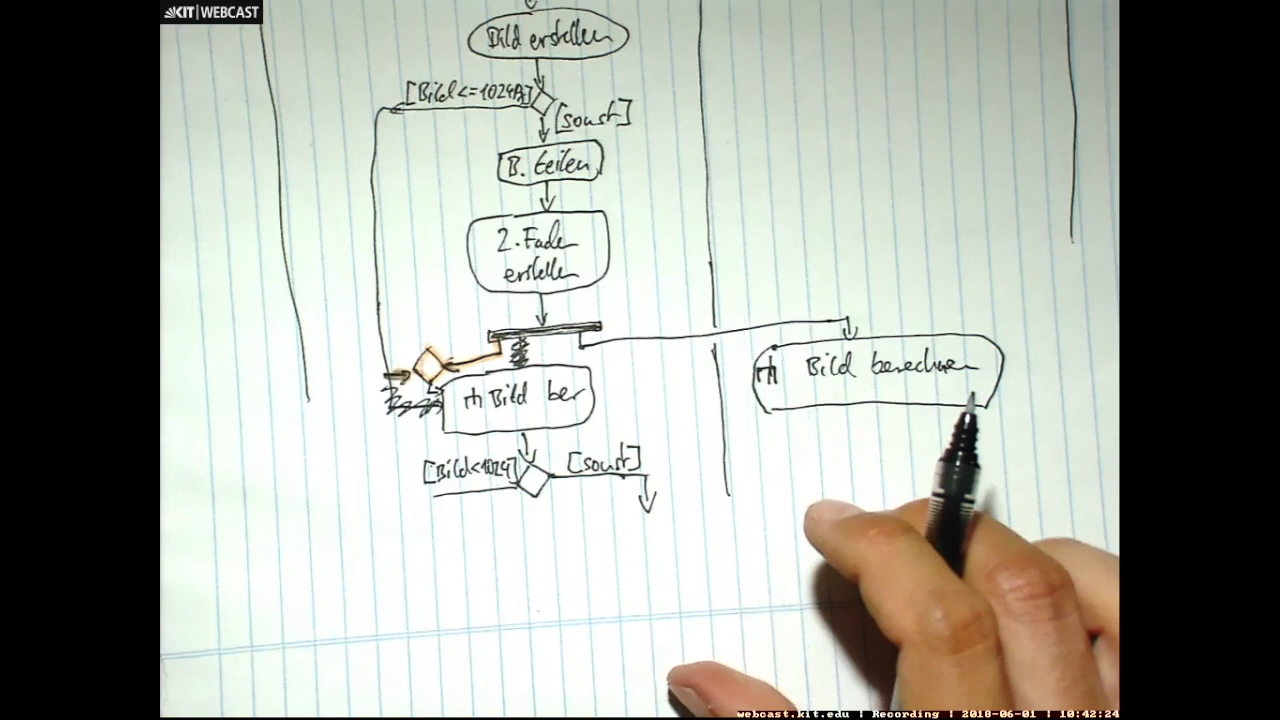 KIT|WEBCAST
Bild erstellen
[Bild<=1024Px]
[sonst]
B. teilen
2. Faden
erstellen
Bild berechnen
Bild ber
[Bild<1024]
[sonst]
webcast.kit.edu | Recording | 2018-06-01 | 10:42:24